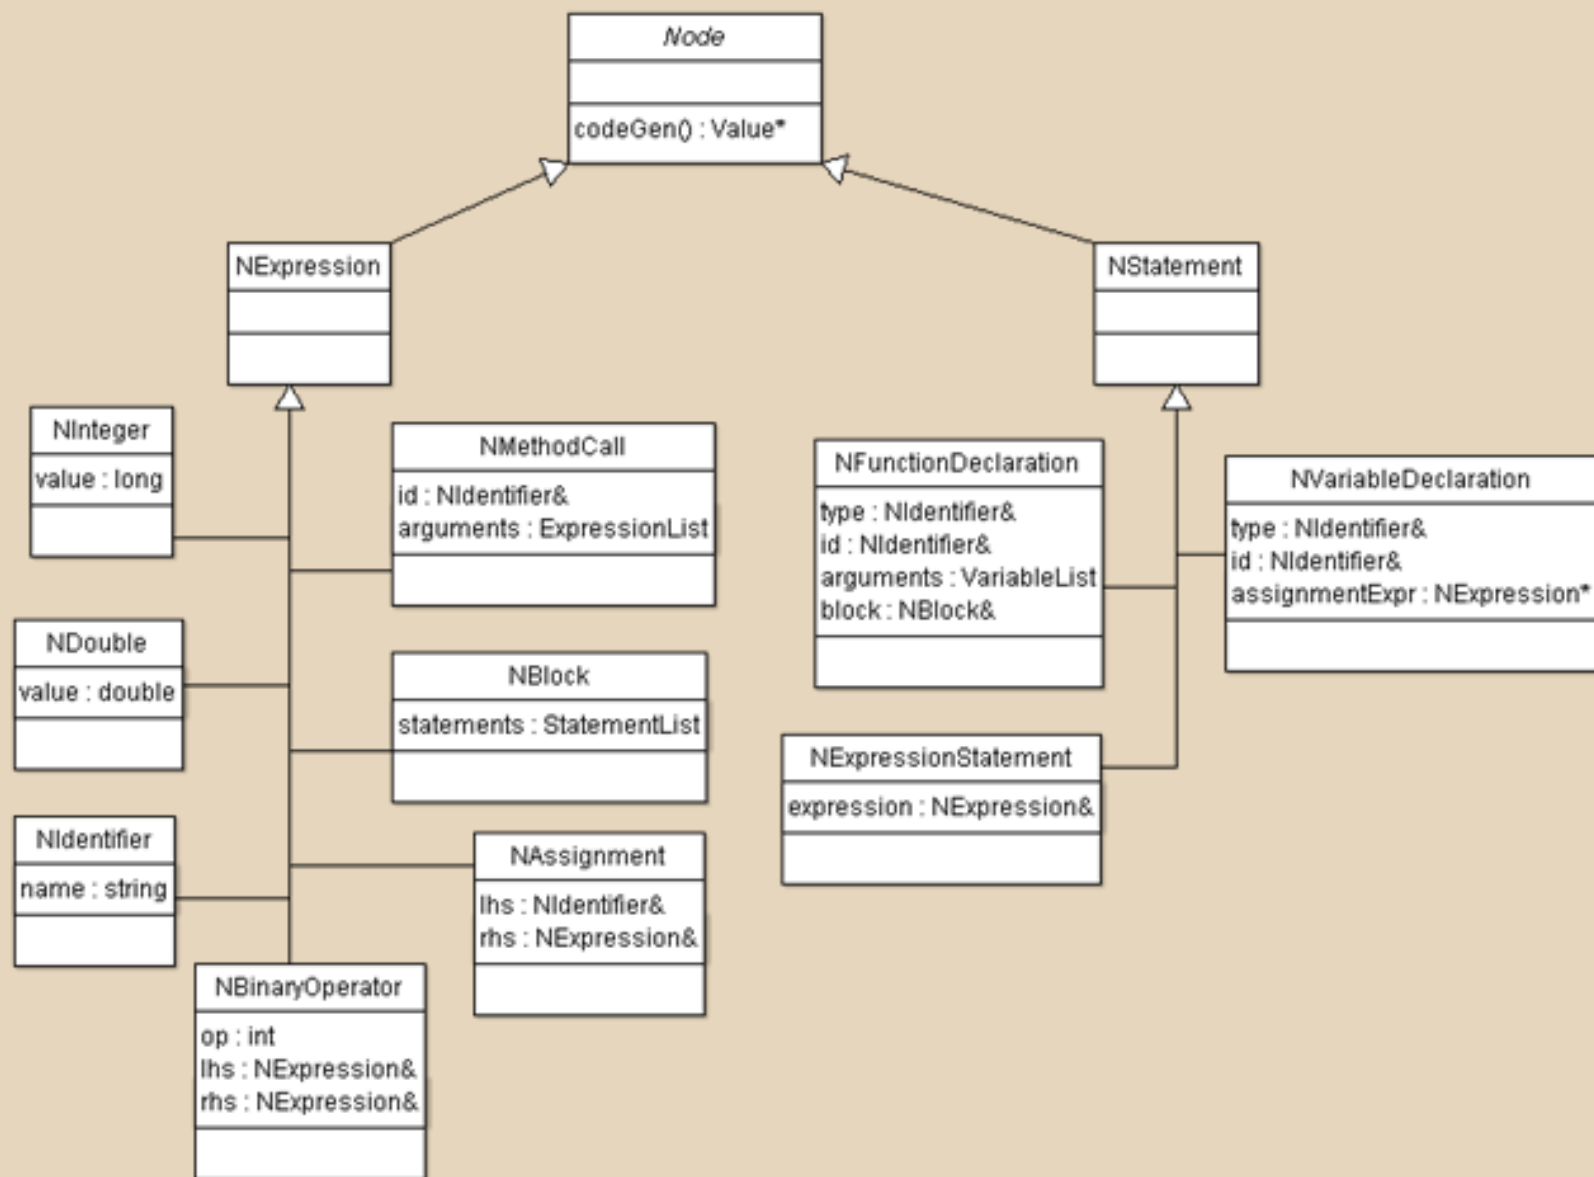 Node
codeGen() : Value*
NExpression
NStatement
NInteger
value : long
NMethodCall
id : NIdentifier&
arguments : ExpressionList
NFunctionDeclaration
type : NIdentifier&
id : NIdentifier&
arguments : VariableList
block : NBlock&
NVariableDeclaration
type : NIdentifier&
id : NIdentifier&
assignmentExpr : NExpression*
NDouble
value : double
NBlock
statements : StatementList
NExpressionStatement
expression : NExpression&
NIdentifier
name : string
NAssignment
lhs : NIdentifier&
rhs : NExpression&
NBinaryOperator
op : int
lhs : NExpression&
rhs : NExpression&